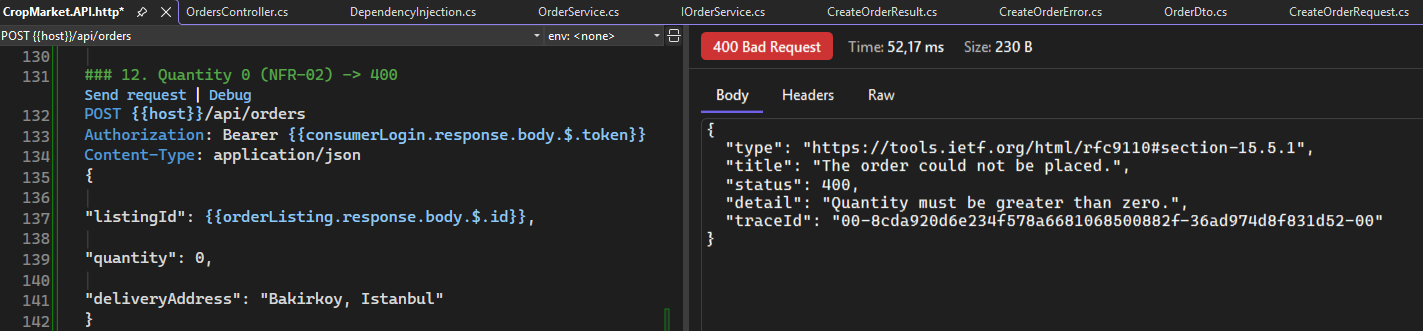 CropMarket.API.http*
OrdersController.cs
DependencyInjection.cs
OrderService.cs
IOrderService.cs
CreateOrderResult.cs
CreateOrderError.cs
OrderDto.cs
CreateOrderRequest.cs
POST {{host}}/api/orders
env: <none>
130
131 ### 12. Quantity 0 (NFR-02) -> 400
Send request | Debug
132 POST {{host}}/api/orders
133 Authorization: Bearer {{consumerLogin.response.body.$.token}}
134 Content-Type: application/json
135 {
136
137 "listingId": {{orderListing.response.body.$.id}},
138
139 "quantity": 0,
140
141 "deliveryAddress": "Bakirkoy, Istanbul"
142 }
400 Bad Request Time: 52,17 ms Size: 230 B
Body Headers Raw
{
"type": "https://tools.ietf.org/html/rfc9110#section-15.5.1",
"title": "The order could not be placed.",
"status": 400,
"detail": "Quantity must be greater than zero.",
"traceId": "00-8cda920d6e234f578a6681068500882f-36ad974d8f831d52-00"
}